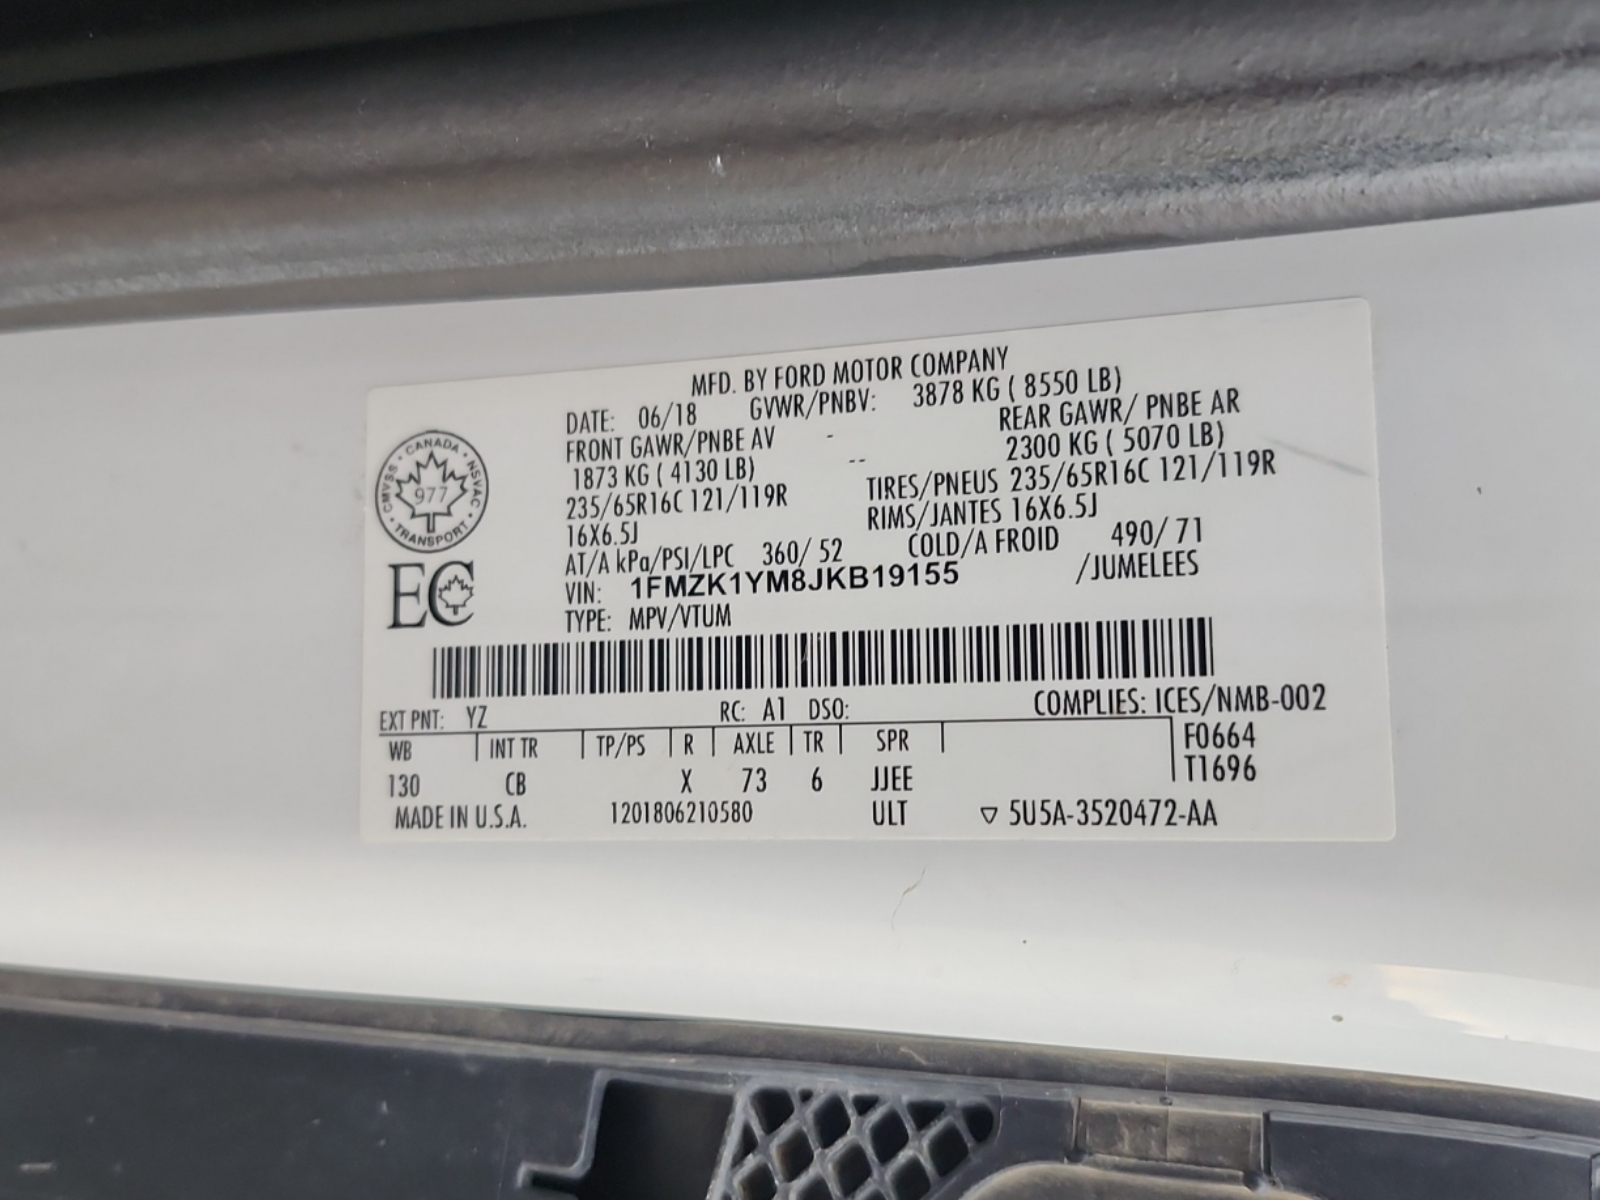 MFD. BY FORD MOTOR COMPANY
DATE: 06/18 GVWR/PNBV: 3878 KG ( 8550 LB)
FRONT GAWR/PNBE AV - REAR GAWR/ PNBE AR
1873 KG ( 4130 LB) -- 2300 KG ( 5070 LB)
235/65R16C 121/119R TIRES/PNEUS 235/65R16C 121/119R
16X6.5J RIMS/JANTES 16X6.5J
AT/A kPa/PSI/LPC 360/ 52 COLD/A FROID 490/ 71
VIN: 1FMZK1YM8JKB19155 /JUMELEES
TYPE: MPV/VTUM
CANADA · NSVAC · TRANSPORT · CMVSS ·
977
EC
EXT PNT: YZ RC: A1 DSO: COMPLIES: ICES/NMB-002
WB INT TR TP/PS R AXLE TR SPR F0664
130 CB X 73 6 JJEE T1696
MADE IN U.S.A. 1201806210580 ULT ▽ 5U5A-3520472-AA